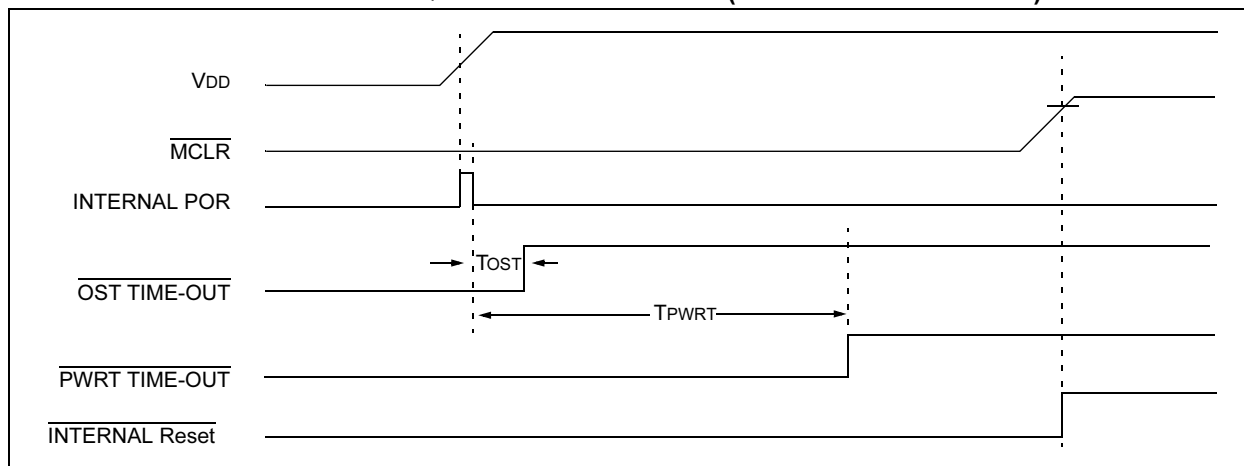 VDD
MCLR
INTERNAL POR
TOST
OST TIME-OUT
TPWRT
PWRT TIME-OUT
INTERNAL Reset